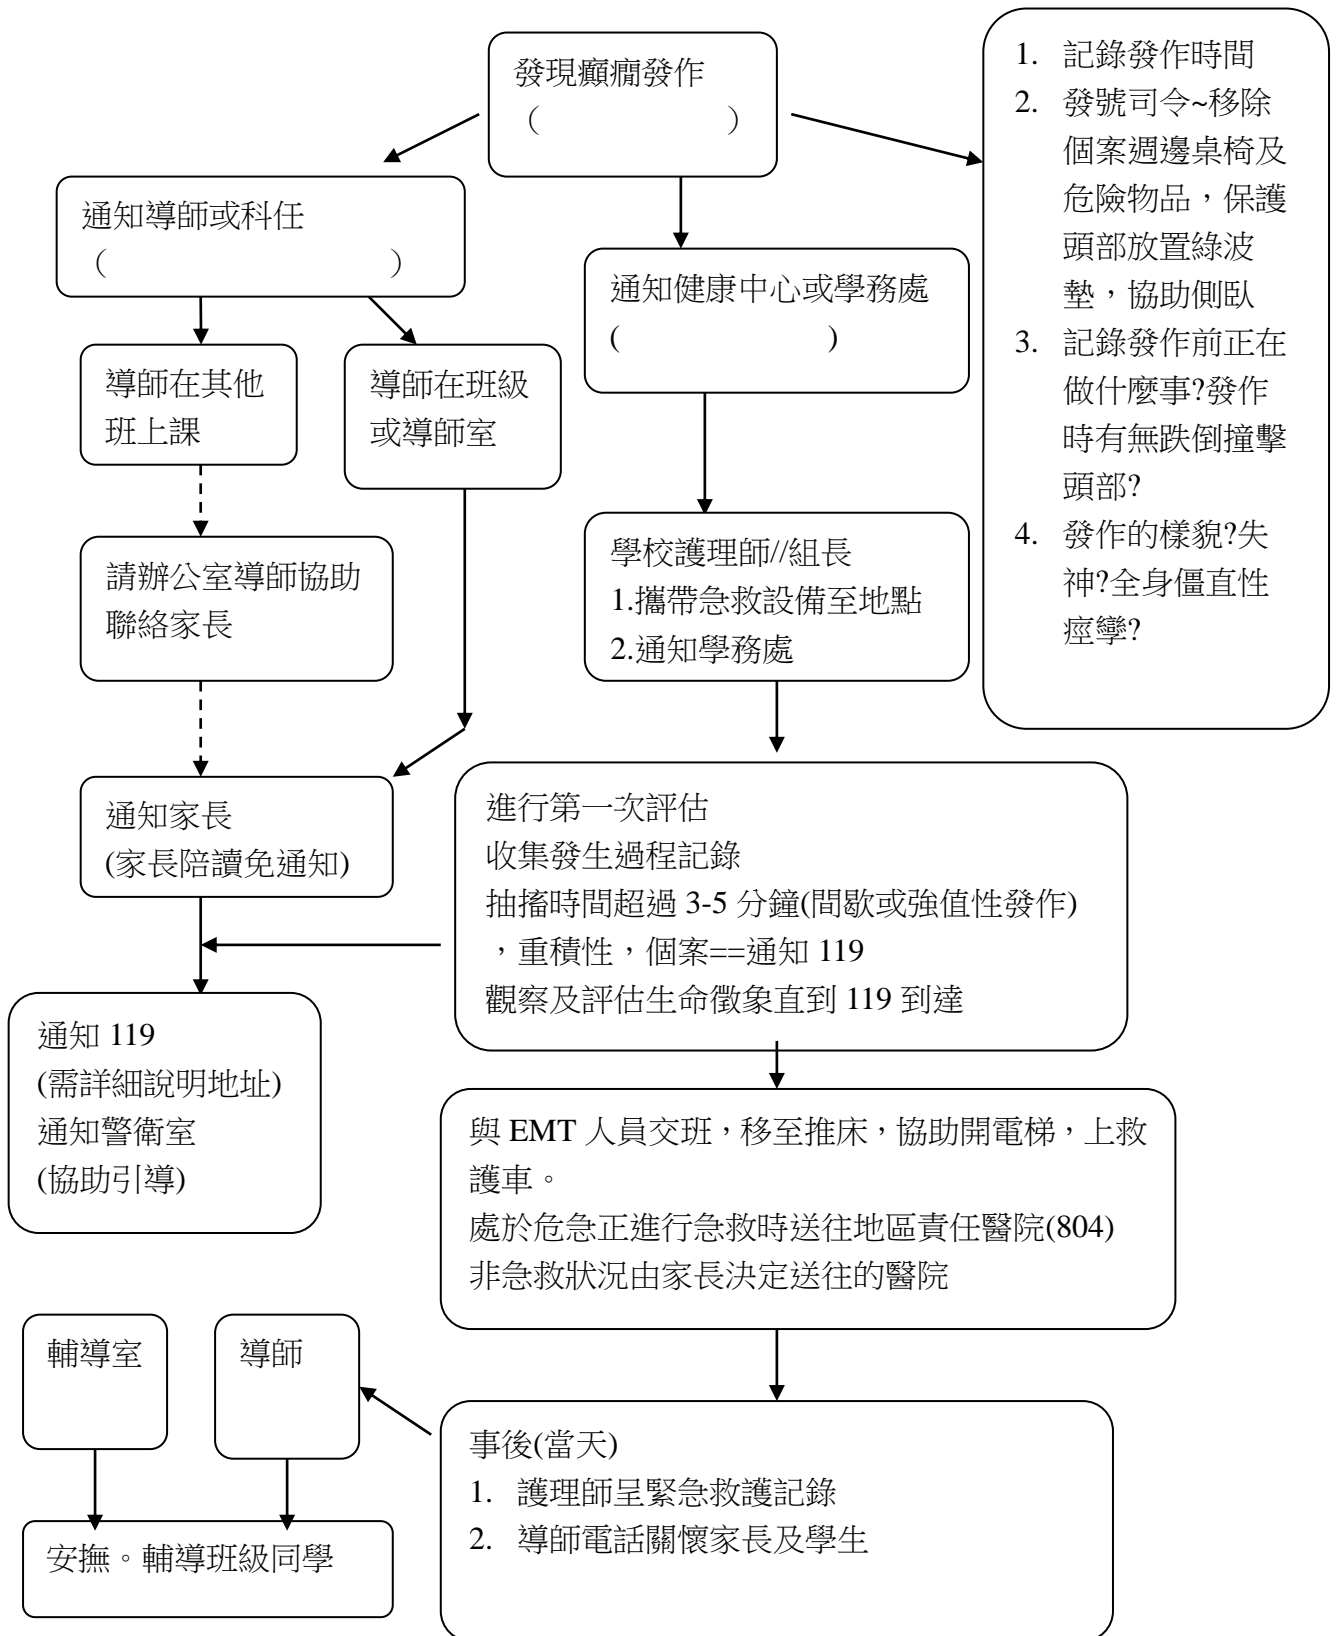 發現癲癇發作
（　　　　　　　　）
1. 記錄發作時間
2. 發號司令~移除
個案週邊桌椅及
危險物品，保護
頭部放置綠波
墊，協助側臥
3. 記錄發作前正在
做什麼事?發作
時有無跌倒撞擊
頭部?
4. 發作的樣貌?失
神?全身僵直性
痙攣?
通知導師或科任
（　　　　　　　　　　　　）
通知健康中心或學務處
(　　　　　　　　　)
導師在其他
班上課
導師在班級
或導師室
請辦公室導師協助
聯絡家長
學校護理師//組長
1.攜帶急救設備至地點
2.通知學務處
通知家長
(家長陪讀免通知)
進行第一次評估
收集發生過程記錄
抽搐時間超過 3-5 分鐘(間歇或強值性發作)
，重積性，個案==通知 119
觀察及評估生命徵象直到 119 到達
通知 119
(需詳細說明地址)
通知警衛室
(協助引導)
與 EMT 人員交班，移至推床，協助開電梯，上救
護車。
處於危急正進行急救時送往地區責任醫院(804)
非急救狀況由家長決定送往的醫院
輔導室
導師
事後(當天)
1. 護理師呈緊急救護記錄
2. 導師電話關懷家長及學生
安撫。輔導班級同學